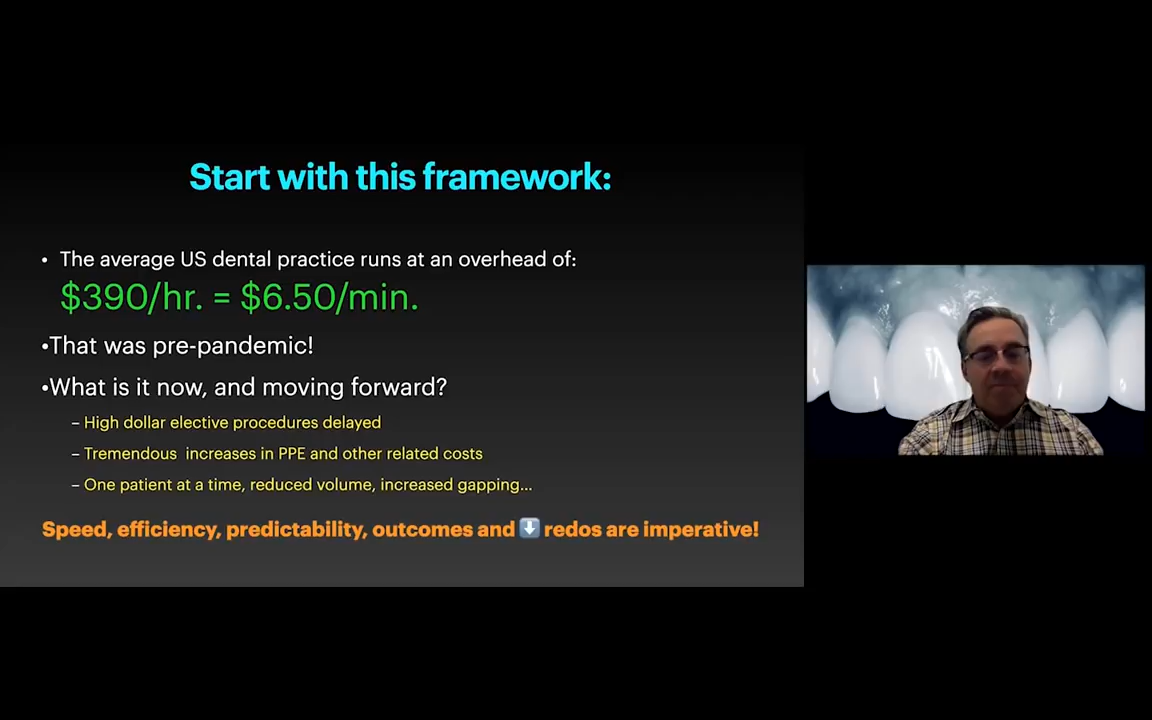 Start with this framework:
• The average US dental practice runs at an overhead of:
$390/hr. = $6.50/min.
•That was pre-pandemic!
•What is it now, and moving forward?
– High dollar elective procedures delayed
– Tremendous  increases in PPE and other related costs
– One patient at a time, reduced volume, increased gapping...
Speed, efficiency, predictability, outcomes and ⬇️ redos are imperative!